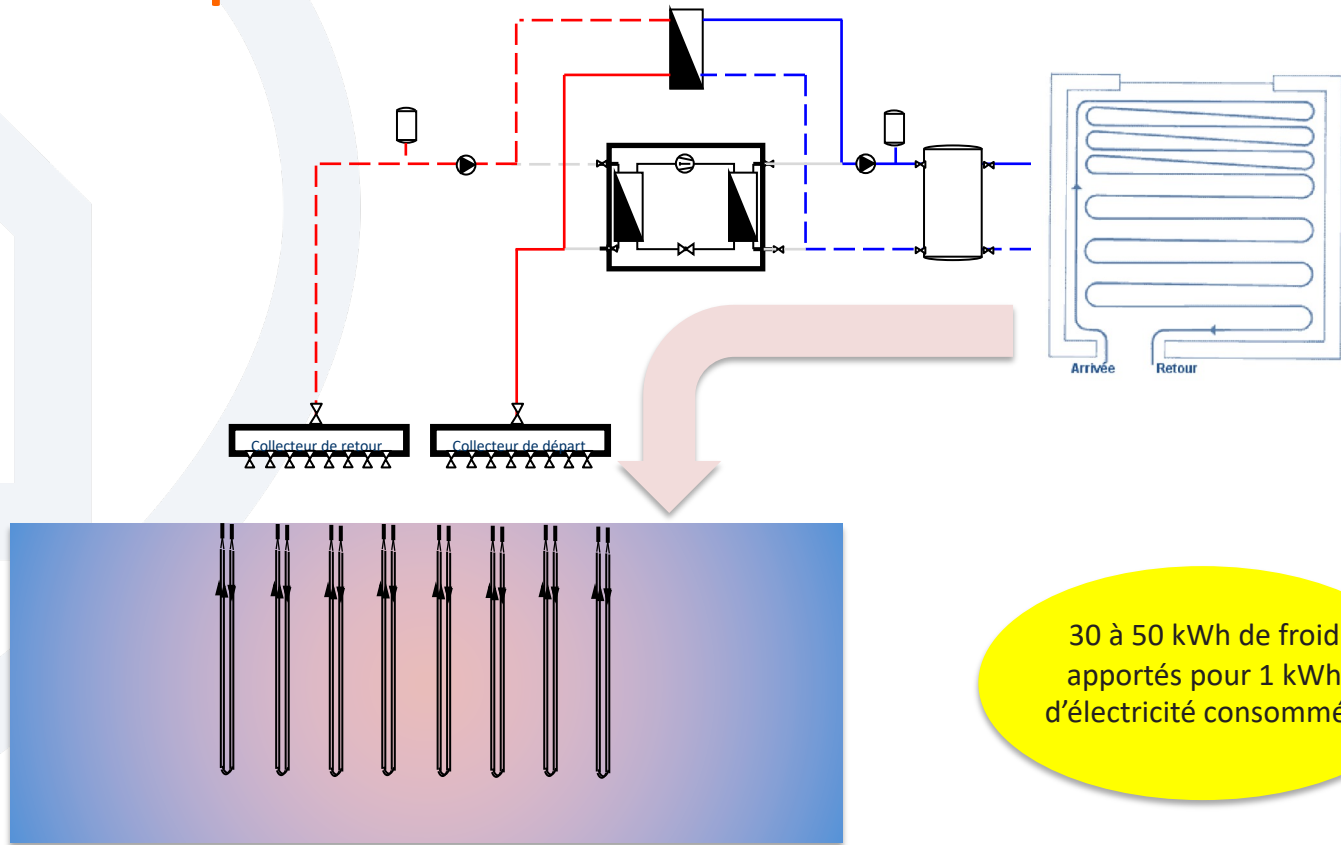 Arrivée Retour
Collecteur de retour Collecteur de départ
30 à 50 kWh de froid
apportés pour 1 kWh
d’électricité consommé